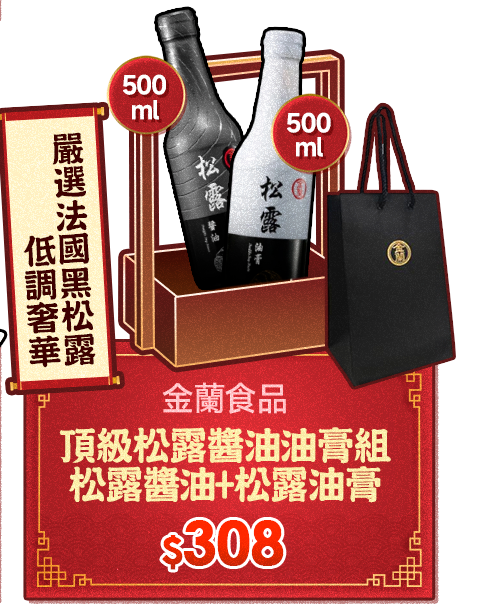 500
ml
500
ml
嚴選法國黑松露
低調奢華
松露
醬油
松露
油膏
金蘭
金蘭食品
頂級松露醬油油膏組
松露醬油+松露油膏
$308